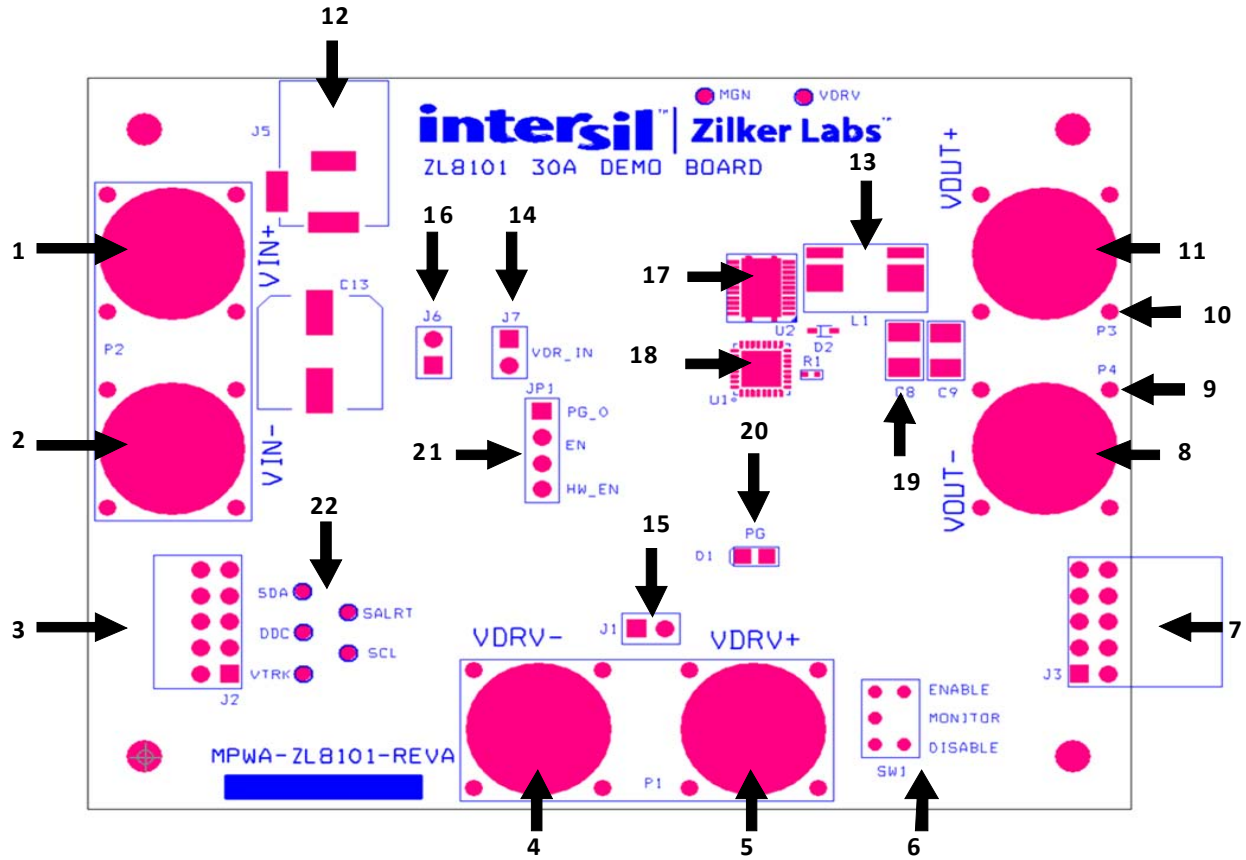 12
MGN
VDRV
intersil™ Zilker Labs™
ZL8101 30A DEMO BOARD
J5
VOUT+
13
16
14
1
VIN+
17
11
C13
J6
J7
U2
L1
10
P2
VDR_IN
D2
P3
18
R1
P4
JP1
U1
C8
C9
9
PG_O
2
VIN-
21
EN
20
8
HW_EN
19
VOUT-
22
15
PG
D1
SDA
SALRT
3
DDC
J1
7
VDRV-
VDRV+
SCL
VTRK
J2
J3
ENABLE
MONITOR
MPWA-ZL8101-REVA
DISABLE
SW1
P1
4
5
6